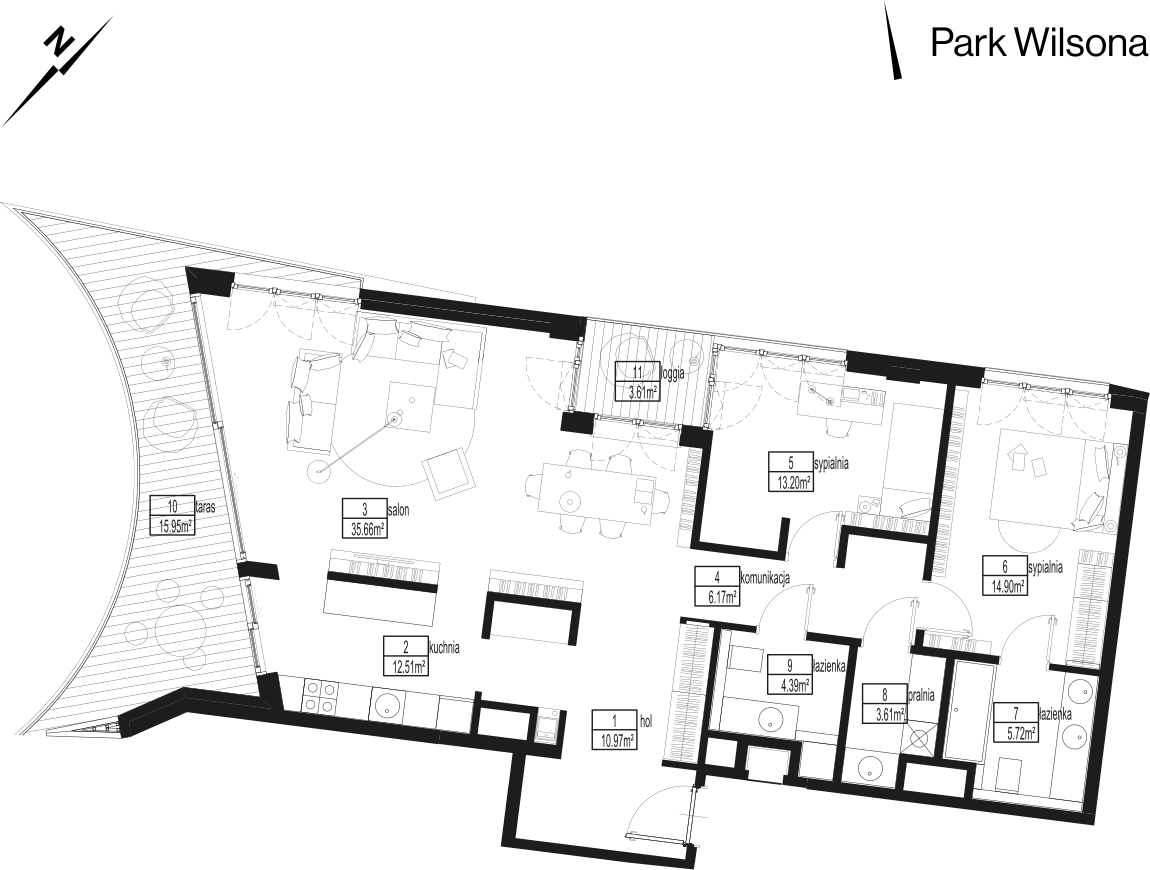 N
Park Wilsona
11 loggia
3.61m²
5 sypialnia
13.20m²
10 taras
15.95m²
3 salon
35.66m²
6 sypialnia
14.90m²
4 komunikacja
6.17m²
2 kuchnia
12.51m²
9 łazienka
4.39m²
8 pralnia
3.61m²
7 łazienka
5.72m²
1 hol
10.97m²